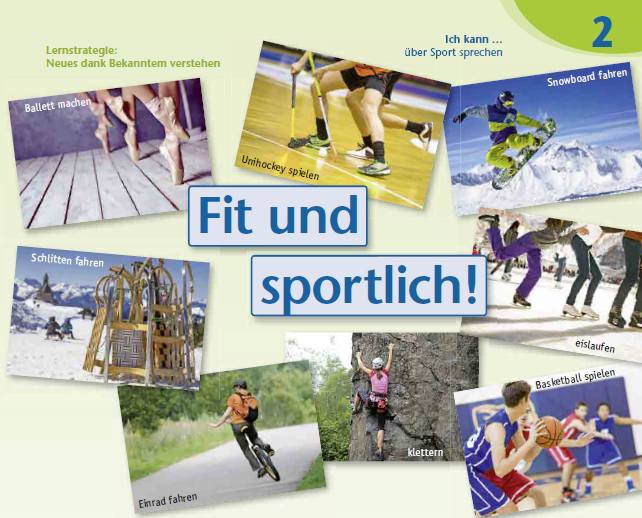 2
Ich kann ...
über Sport sprechen
Lernstrategie:
Neues dank Bekanntem verstehen
Ballett machen
Unihockey spielen
Snowboard fahren
Fit und
sportlich!
Schlitten fahren
eislaufen
Einrad fahren
klettern
Basketball spielen